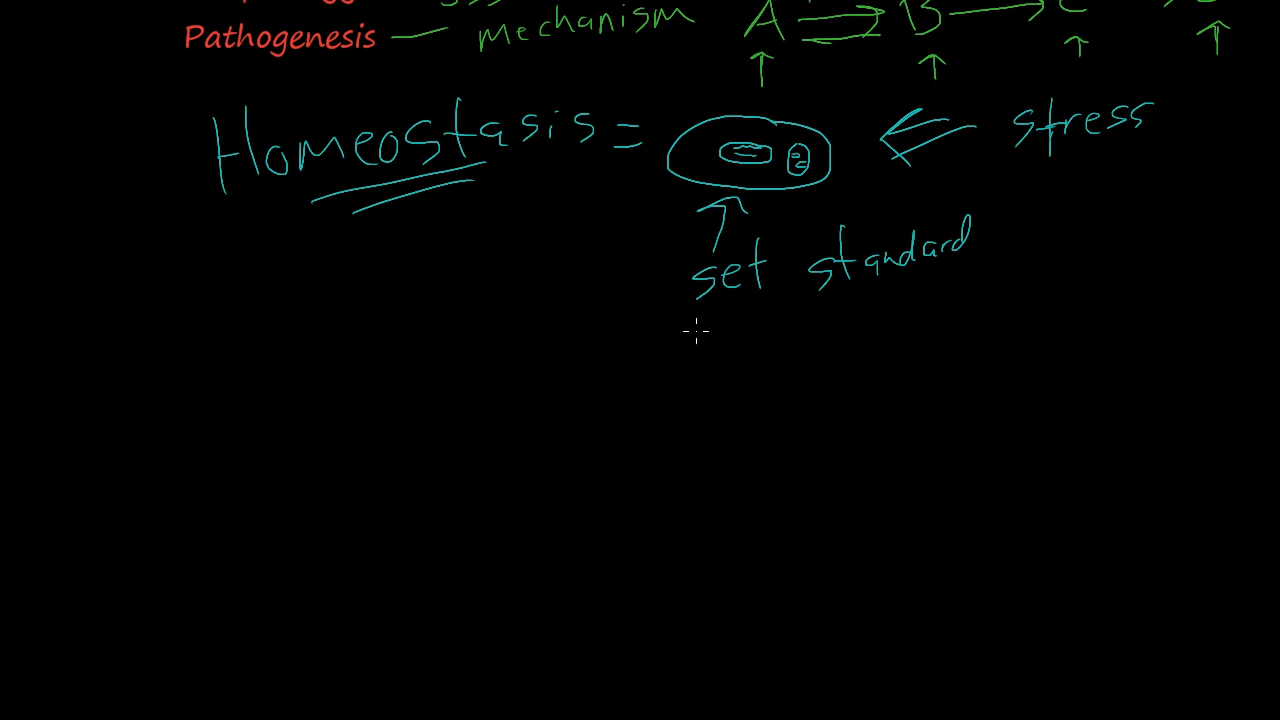 Pathogenesis — mechanism A B C
Homeostasis = stress
set standard